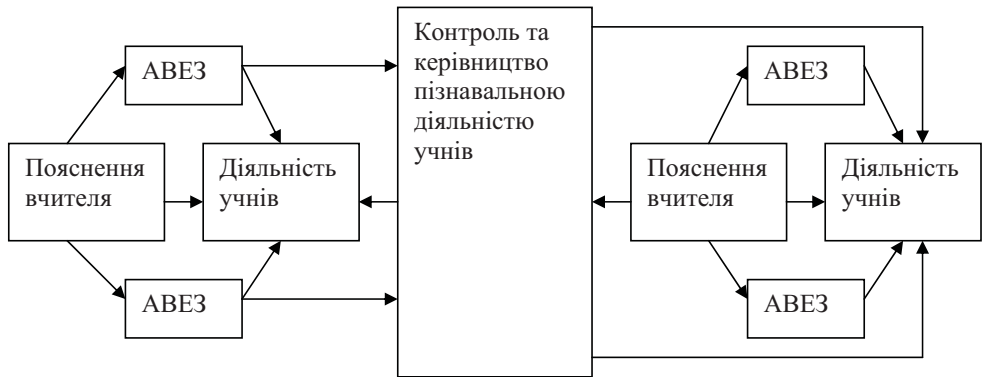 АВЕЗ
Пояснення
вчителя
Діяльність
учнів
АВЕЗ
Контроль та
керівництво
пізнавальною
діяльністю
учнів
АВЕЗ
Пояснення
вчителя
Діяльність
учнів
АВЕЗ